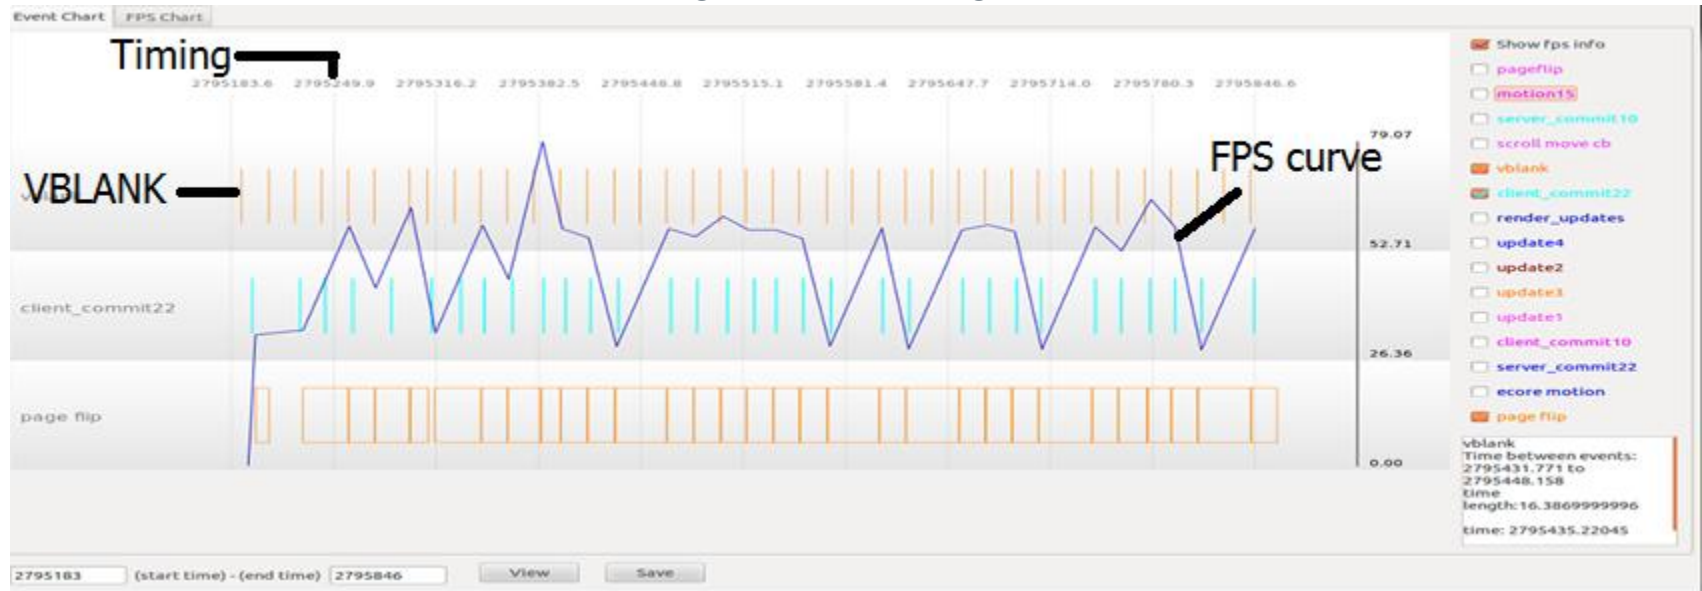 Event Chart
FPS Chart
Timing
2795183.6 2795249.9 2795316.2 2795382.5 2795448.8 2795515.1 2795581.4 2795647.7 2795714.0 2795780.3 2795846.6
79.07
FPS curve
VBLANK
52.71
client_commit22
26.36
page flip
0.00
Show fps info
pageflip
motion15
server_commit10
scroll move cb
vblank
client_commit22
render_updates
update4
update2
update3
update1
client_commit10
server_commit22
ecore motion
page flip
vblank
Time between events:
2795431.771 to
2795448.158
time
length:16.3869999996
time: 2795435.22045
2795183 (start time) - (end time) 2795846 View Save